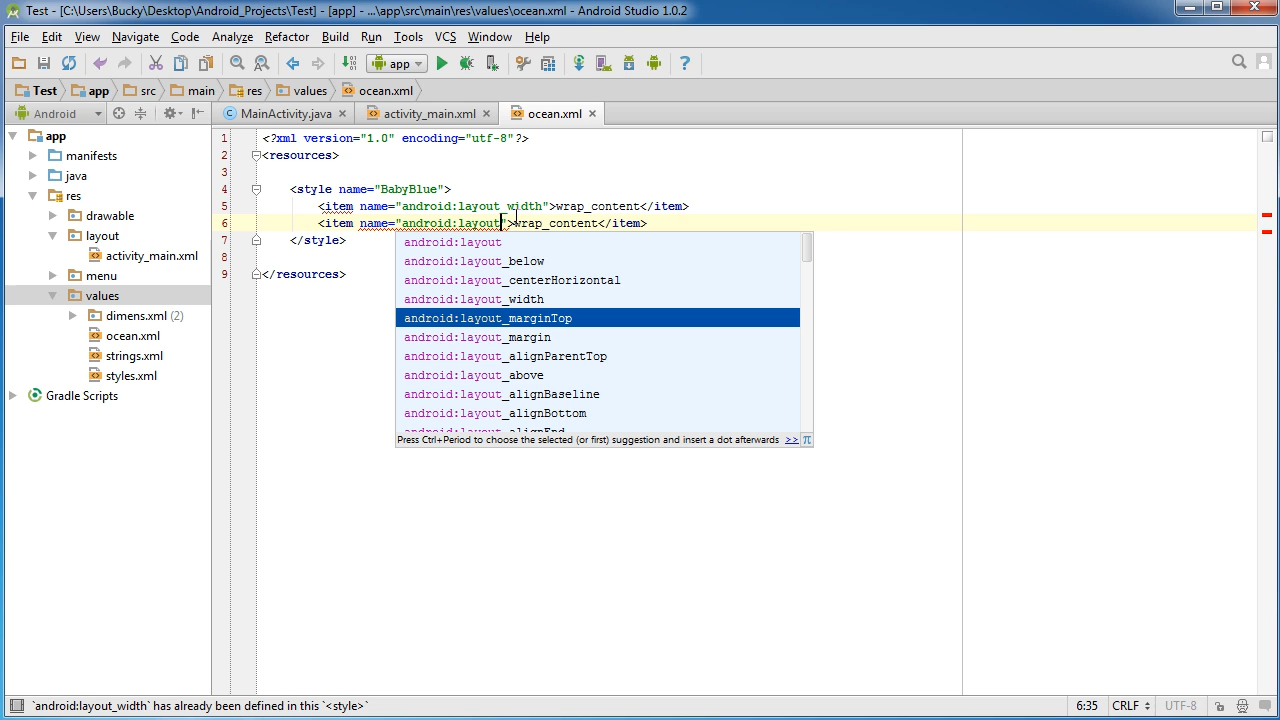 Test - [C:\Users\Bucky\Desktop\Android_Projects\Test] - [app] - ...\app\src\main\res\values\ocean.xml - Android Studio 1.0.2
File Edit View Navigate Code Analyze Refactor Build Run Tools VCS Window Help
app
Test app src main res values ocean.xml
Android
MainActivity.java activity_main.xml ocean.xml
app
manifests
java
res
drawable
layout
activity_main.xml
menu
values
dimens.xml (2)
ocean.xml
strings.xml
styles.xml
Gradle Scripts
1 <?xml version="1.0" encoding="utf-8"?>
2 <resources>
3
4 <style name="BabyBlue">
5 <item name="android:layout_width">wrap_content</item>
6 <item name="android:layout">wrap_content</item>
7 </style>
8
9 </resources>
android:layout
android:layout_below
android:layout_centerHorizontal
android:layout_width
android:layout_marginTop
android:layout_margin
android:layout_alignParentTop
android:layout_above
android:layout_alignBaseline
android:layout_alignBottom
android:layout_alignEnd
Press Ctrl+Period to choose the selected (or first) suggestion and insert a dot afterwards >> π
`android:layout_width` has already been defined in this `<style>` 6:35 CRLF UTF-8